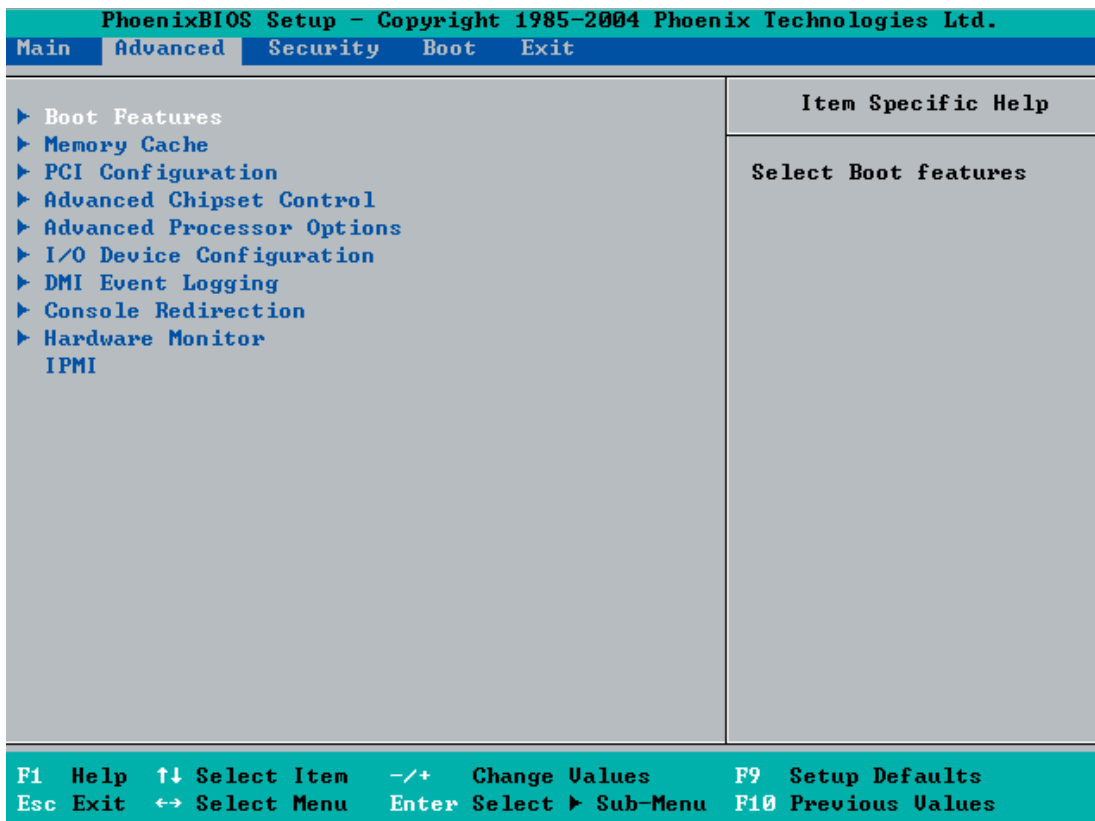 PhoenixBIOS Setup - Copyright 1985-2004 Phoenix Technologies Ltd.
Main Advanced Security Boot Exit
Item Specific Help
Select Boot features
▶ Boot Features
▶ Memory Cache
▶ PCI Configuration
▶ Advanced Chipset Control
▶ Advanced Processor Options
▶ I/O Device Configuration
▶ DMI Event Logging
▶ Console Redirection
▶ Hardware Monitor
IPMI
F1 Help ↑↓ Select Item -/+ Change Values F9 Setup Defaults
Esc Exit ↔ Select Menu Enter Select ▶ Sub-Menu F10 Previous Values